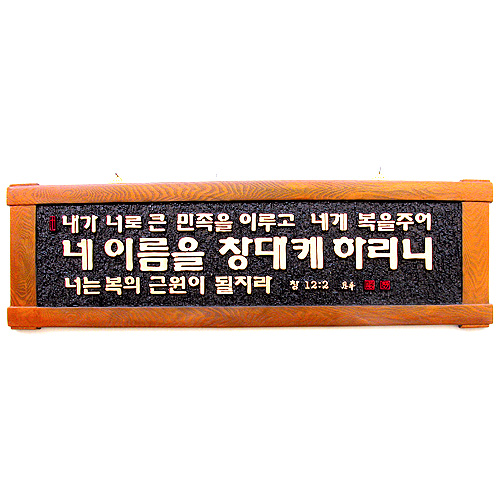 내가 너로 큰 민족을 이루고 네게 복을주어
네 이름을 창대케 하리니
너는 복의 근원이 될지라 창 12:2